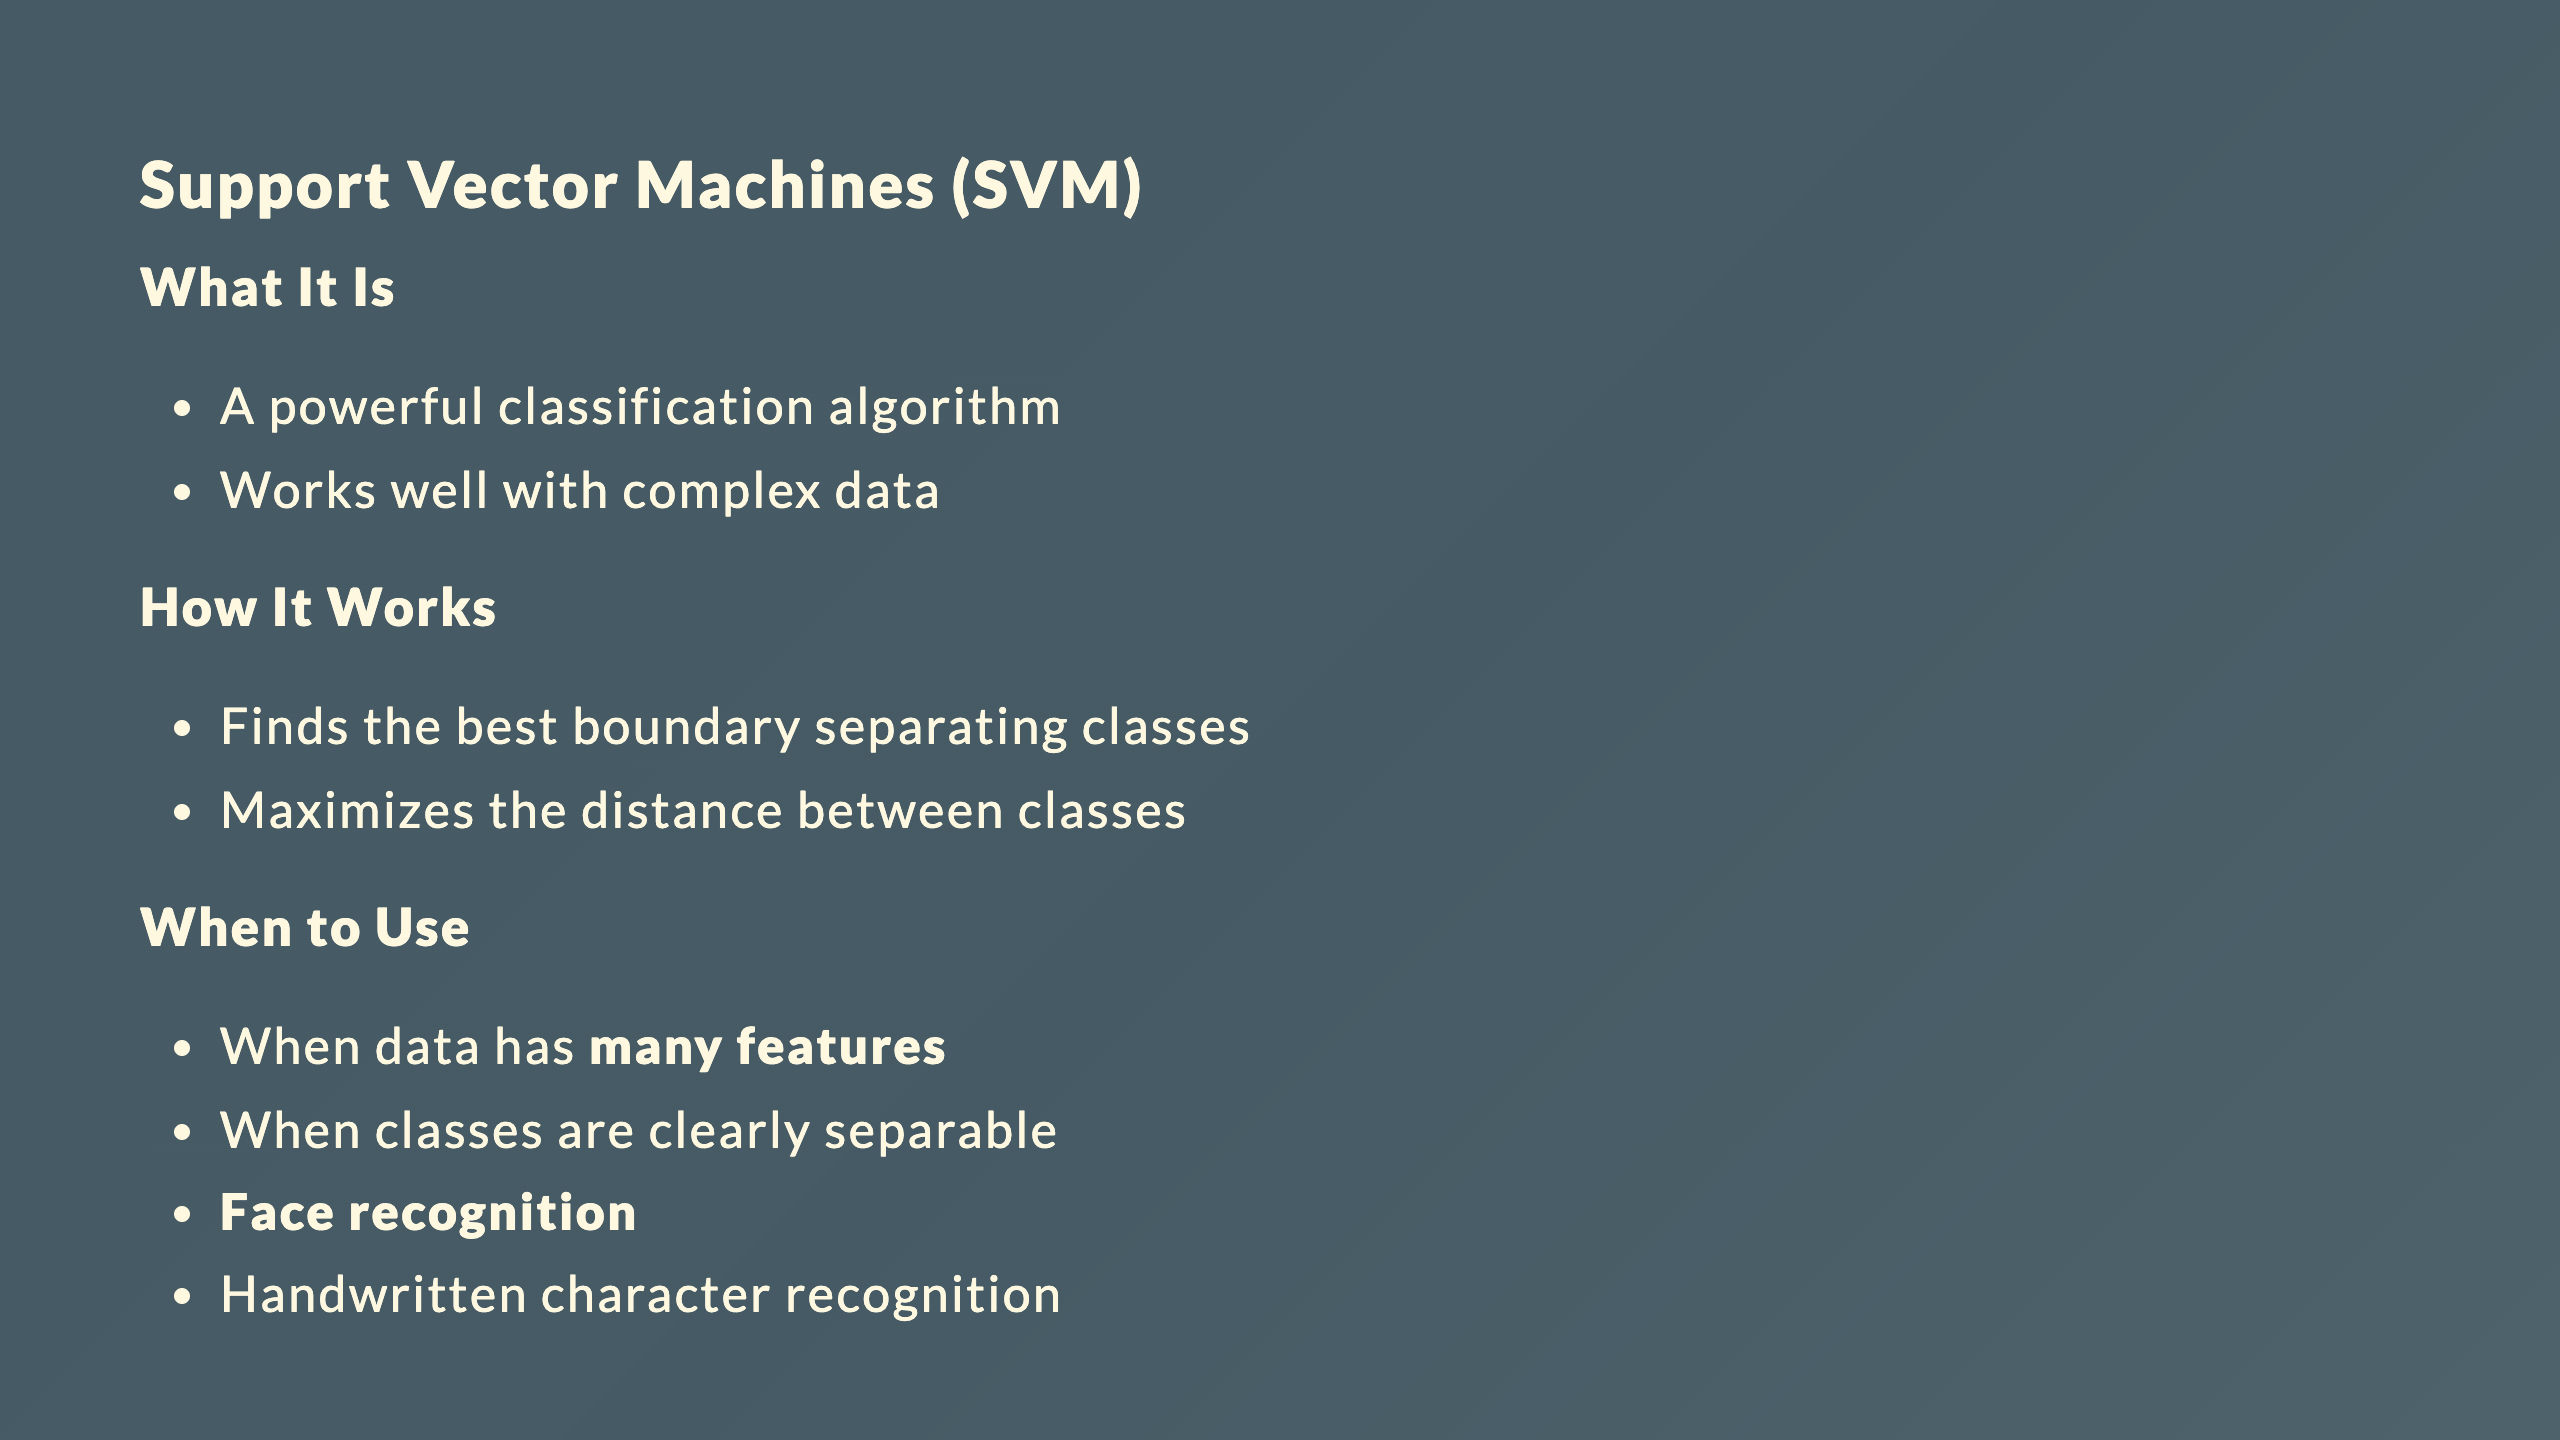 Support Vector Machines (SVM)
What It Is
• A powerful classification algorithm
• Works well with complex data
How It Works
• Finds the best boundary separating classes
• Maximizes the distance between classes
When to Use
• When data has many features
• When classes are clearly separable
• Face recognition
• Handwritten character recognition